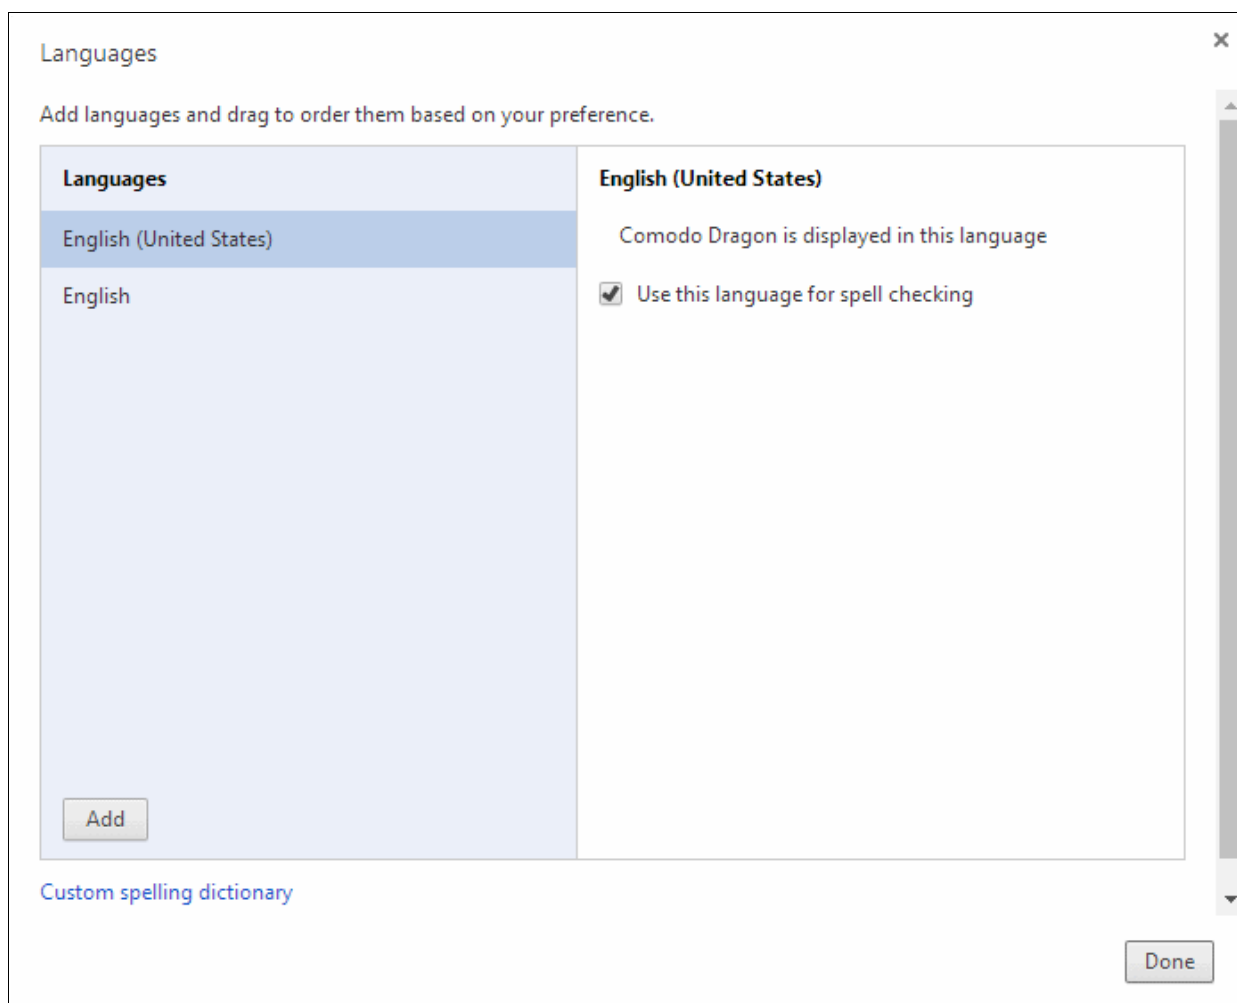 Languages
Add languages and drag to order them based on your preference.
Languages
English (United States)
English
Add
English (United States)
Comodo Dragon is displayed in this language
Use this language for spell checking
Custom spelling dictionary
Done